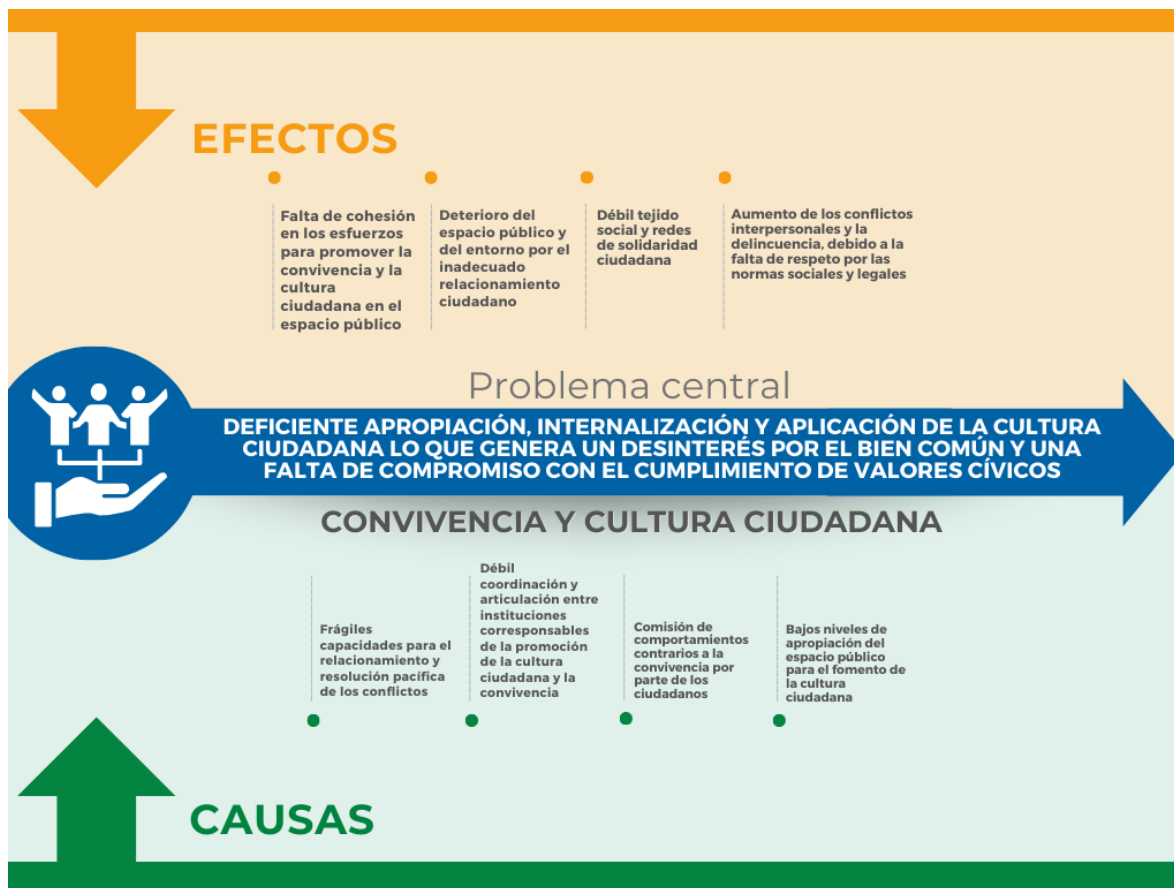 EFECTOS
Falta de cohesión
en los esfuerzos
para promover la
convivencia y la
cultura
ciudadana en el
espacio público
Deterioro del
espacio público y
del entorno por el
inadecuado
relacionamiento
ciudadano
Débil tejido
social y redes
de solidaridad
ciudadana
Aumento de los conflictos
interpersonales y la
delincuencia, debido a la
falta de respeto por las
normas sociales y legales
Problema central
DEFICIENTE APROPIACIÓN, INTERNALIZACIÓN Y APLICACIÓN DE LA CULTURA
CIUDADANA LO QUE GENERA UN DESINTERÉS POR EL BIEN COMÚN Y UNA
FALTA DE COMPROMISO CON EL CUMPLIMIENTO DE VALORES CÍVICOS
CONVIVENCIA Y CULTURA CIUDADANA
Frágiles
capacidades para el
relacionamiento y
resolución pacífica
de los conflictos
Débil
coordinación y
articulación entre
instituciones
corresponsables
de la promoción
de la cultura
ciudadana y la
convivencia
Comisión de
comportamientos
contrarios a la
convivencia por
parte de los
ciudadanos
Bajos niveles de
apropiación del
espacio público
para el fomento de
la cultura
ciudadana
CAUSAS